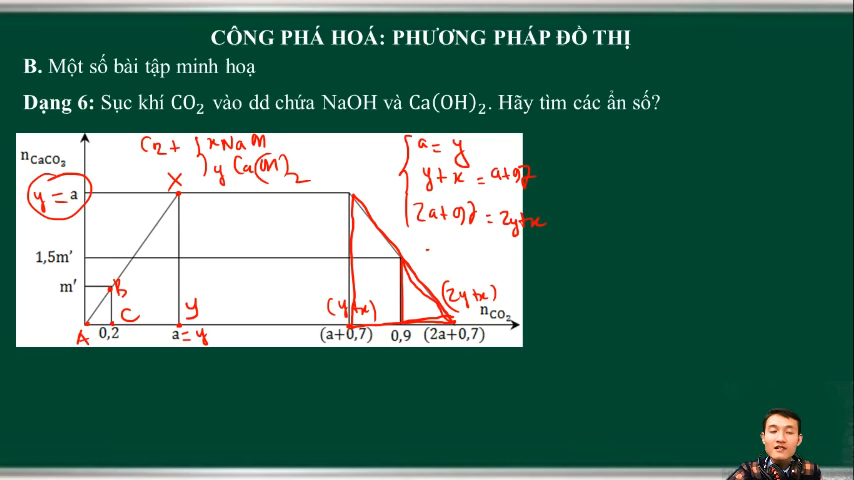 CÔNG PHÁ HOÁ: PHƯƠNG PHÁP ĐỒ THỊ
B. Một số bài tập minh hoạ
Dạng 6: Sục khí CO₂ vào dd chứa NaOH và Ca(OH)₂. Hãy tìm các ẩn số?
n CaCO₃
C₂ + { x NaOH
y Ca(OH)₂
a = y
y + x = a + 0,7
2a + 0,7 = 2y + x
X
y = a
1,5m'
m'
B
C
y
(y+x)
(2y+x)
n CO₂
A
0,2
a = y
(a+0,7)
0,9
(2a+0,7)